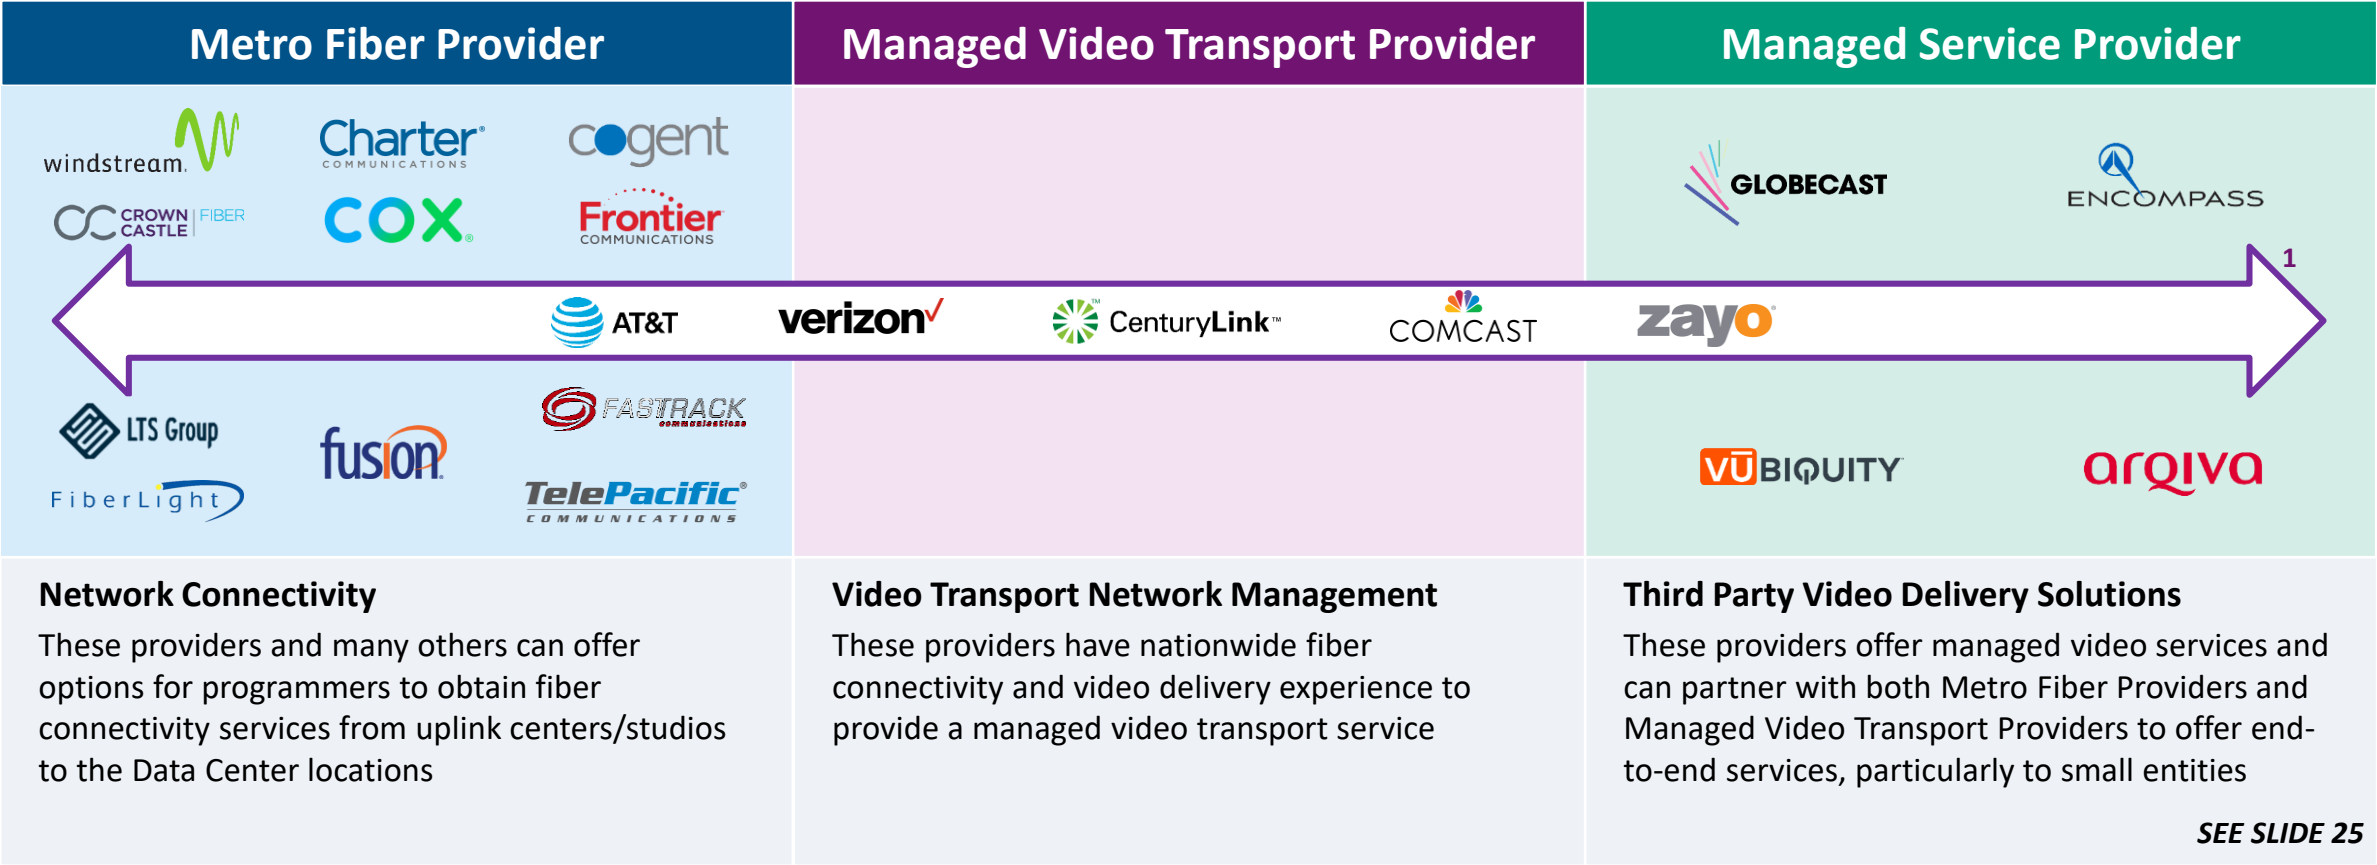 Metro Fiber Provider
Managed Video Transport Provider
Managed Service Provider
windstream.
Charter®
COMMUNICATIONS
cogent
CROWN CASTLE | FIBER
COX®
Frontier
COMMUNICATIONS
GLOBECAST
ENCOMPASS
1
AT&T
verizon✓
CenturyLink™
COMCAST
zayo®
LTS Group
fusion
FASTRACK
communications
FiberLight
TelePacific®
COMMUNICATIONS
VŪBIQUITY
arqiva
Network Connectivity
These providers and many others can offer
options for programmers to obtain fiber
connectivity services from uplink centers/studios
to the Data Center locations
Video Transport Network Management
These providers have nationwide fiber
connectivity and video delivery experience to
provide a managed video transport service
Third Party Video Delivery Solutions
These providers offer managed video services and
can partner with both Metro Fiber Providers and
Managed Video Transport Providers to offer end-
to-end services, particularly to small entities
SEE SLIDE 25